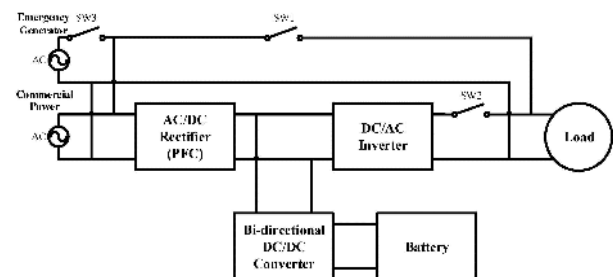 Emergency
Generator
SW3
SW1
AC
Commercial
Power
AC
AC/DC
Rectifier
(PFC)
DC/AC
Inverter
SW2
Load
Bi-directional
DC/DC
Converter
Battery